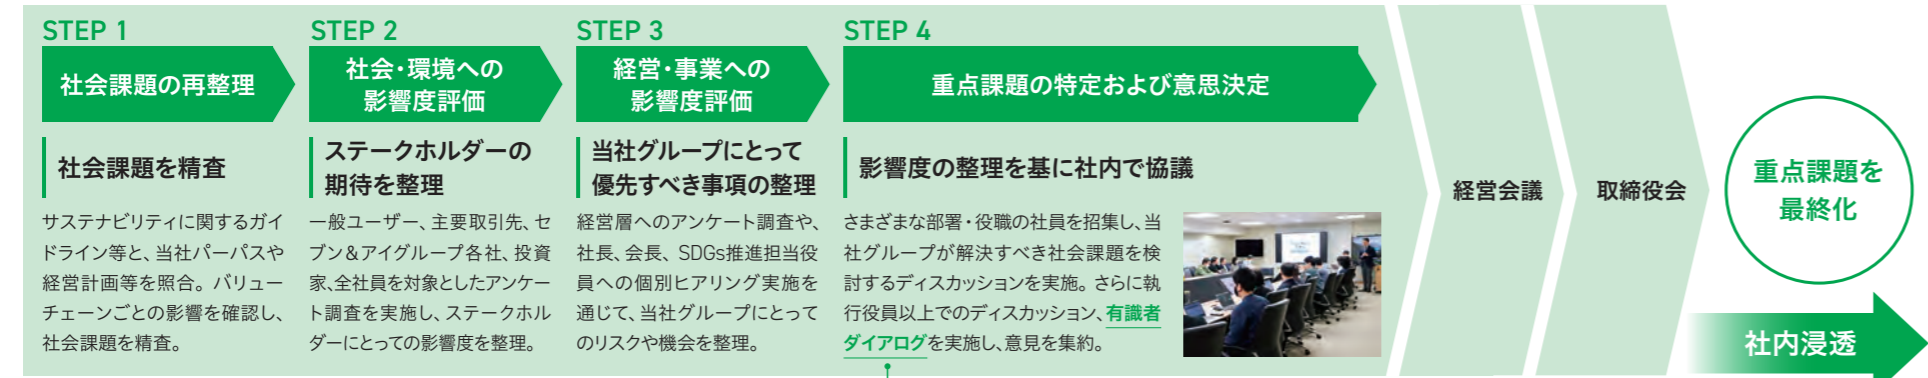 STEP 1
社会課題の再整理
社会課題を精査
サステナビリティに関するガイ
ドライン等と、当社パーパスや
経営計画等を照合。バリュー
チェーンごとの影響を確認し、
社会課題を精査。
STEP 2
社会・環境への
影響度評価
ステークホルダーの
期待を整理
一般ユーザー、主要取引先、セ
ブン&アイグループ各社、投資
家、全社員を対象としたアンケー
ト調査を実施し、ステークホル
ダーにとっての影響度を整理。
STEP 3
経営・事業への
影響度評価
当社グループにとって
優先すべき事項の整理
経営層へのアンケート調査や、
社長、会長、SDGs推進担当役
員への個別ヒアリング実施を
通じて、当社グループにとって
のリスクや機会を整理。
STEP 4
重点課題の特定および意思決定
影響度の整理を基に社内で協議
さまざまな部署・役職の社員を招集し、当
社グループが解決すべき社会課題を検
討するディスカッションを実施。さらに執
行役員以上でのディスカッション、有識者
ダイアログを実施し、意見を集約。
経営会議
取締役会
重点課題を
最終化
社内浸透